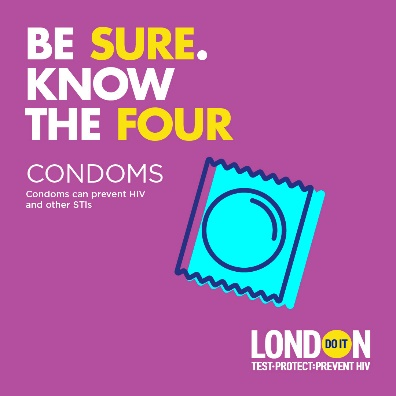 BE SURE.
KNOW
THE FOUR
CONDOMS
Condoms can prevent HIV
and other STIs
LONDON
DO IT
TEST·PROTECT·PREVENT HIV